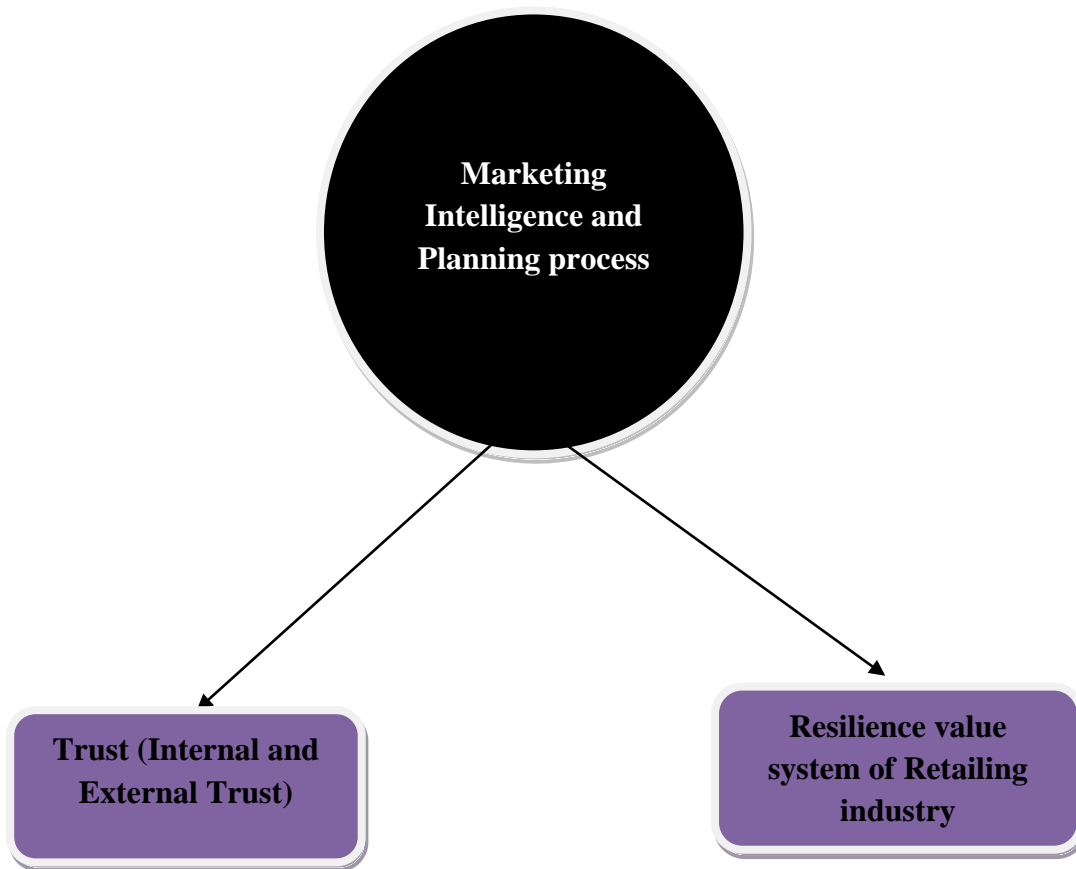 Marketing
Intelligence and
Planning process
Trust (Internal and
External Trust)
Resilience value
system of Retailing
industry